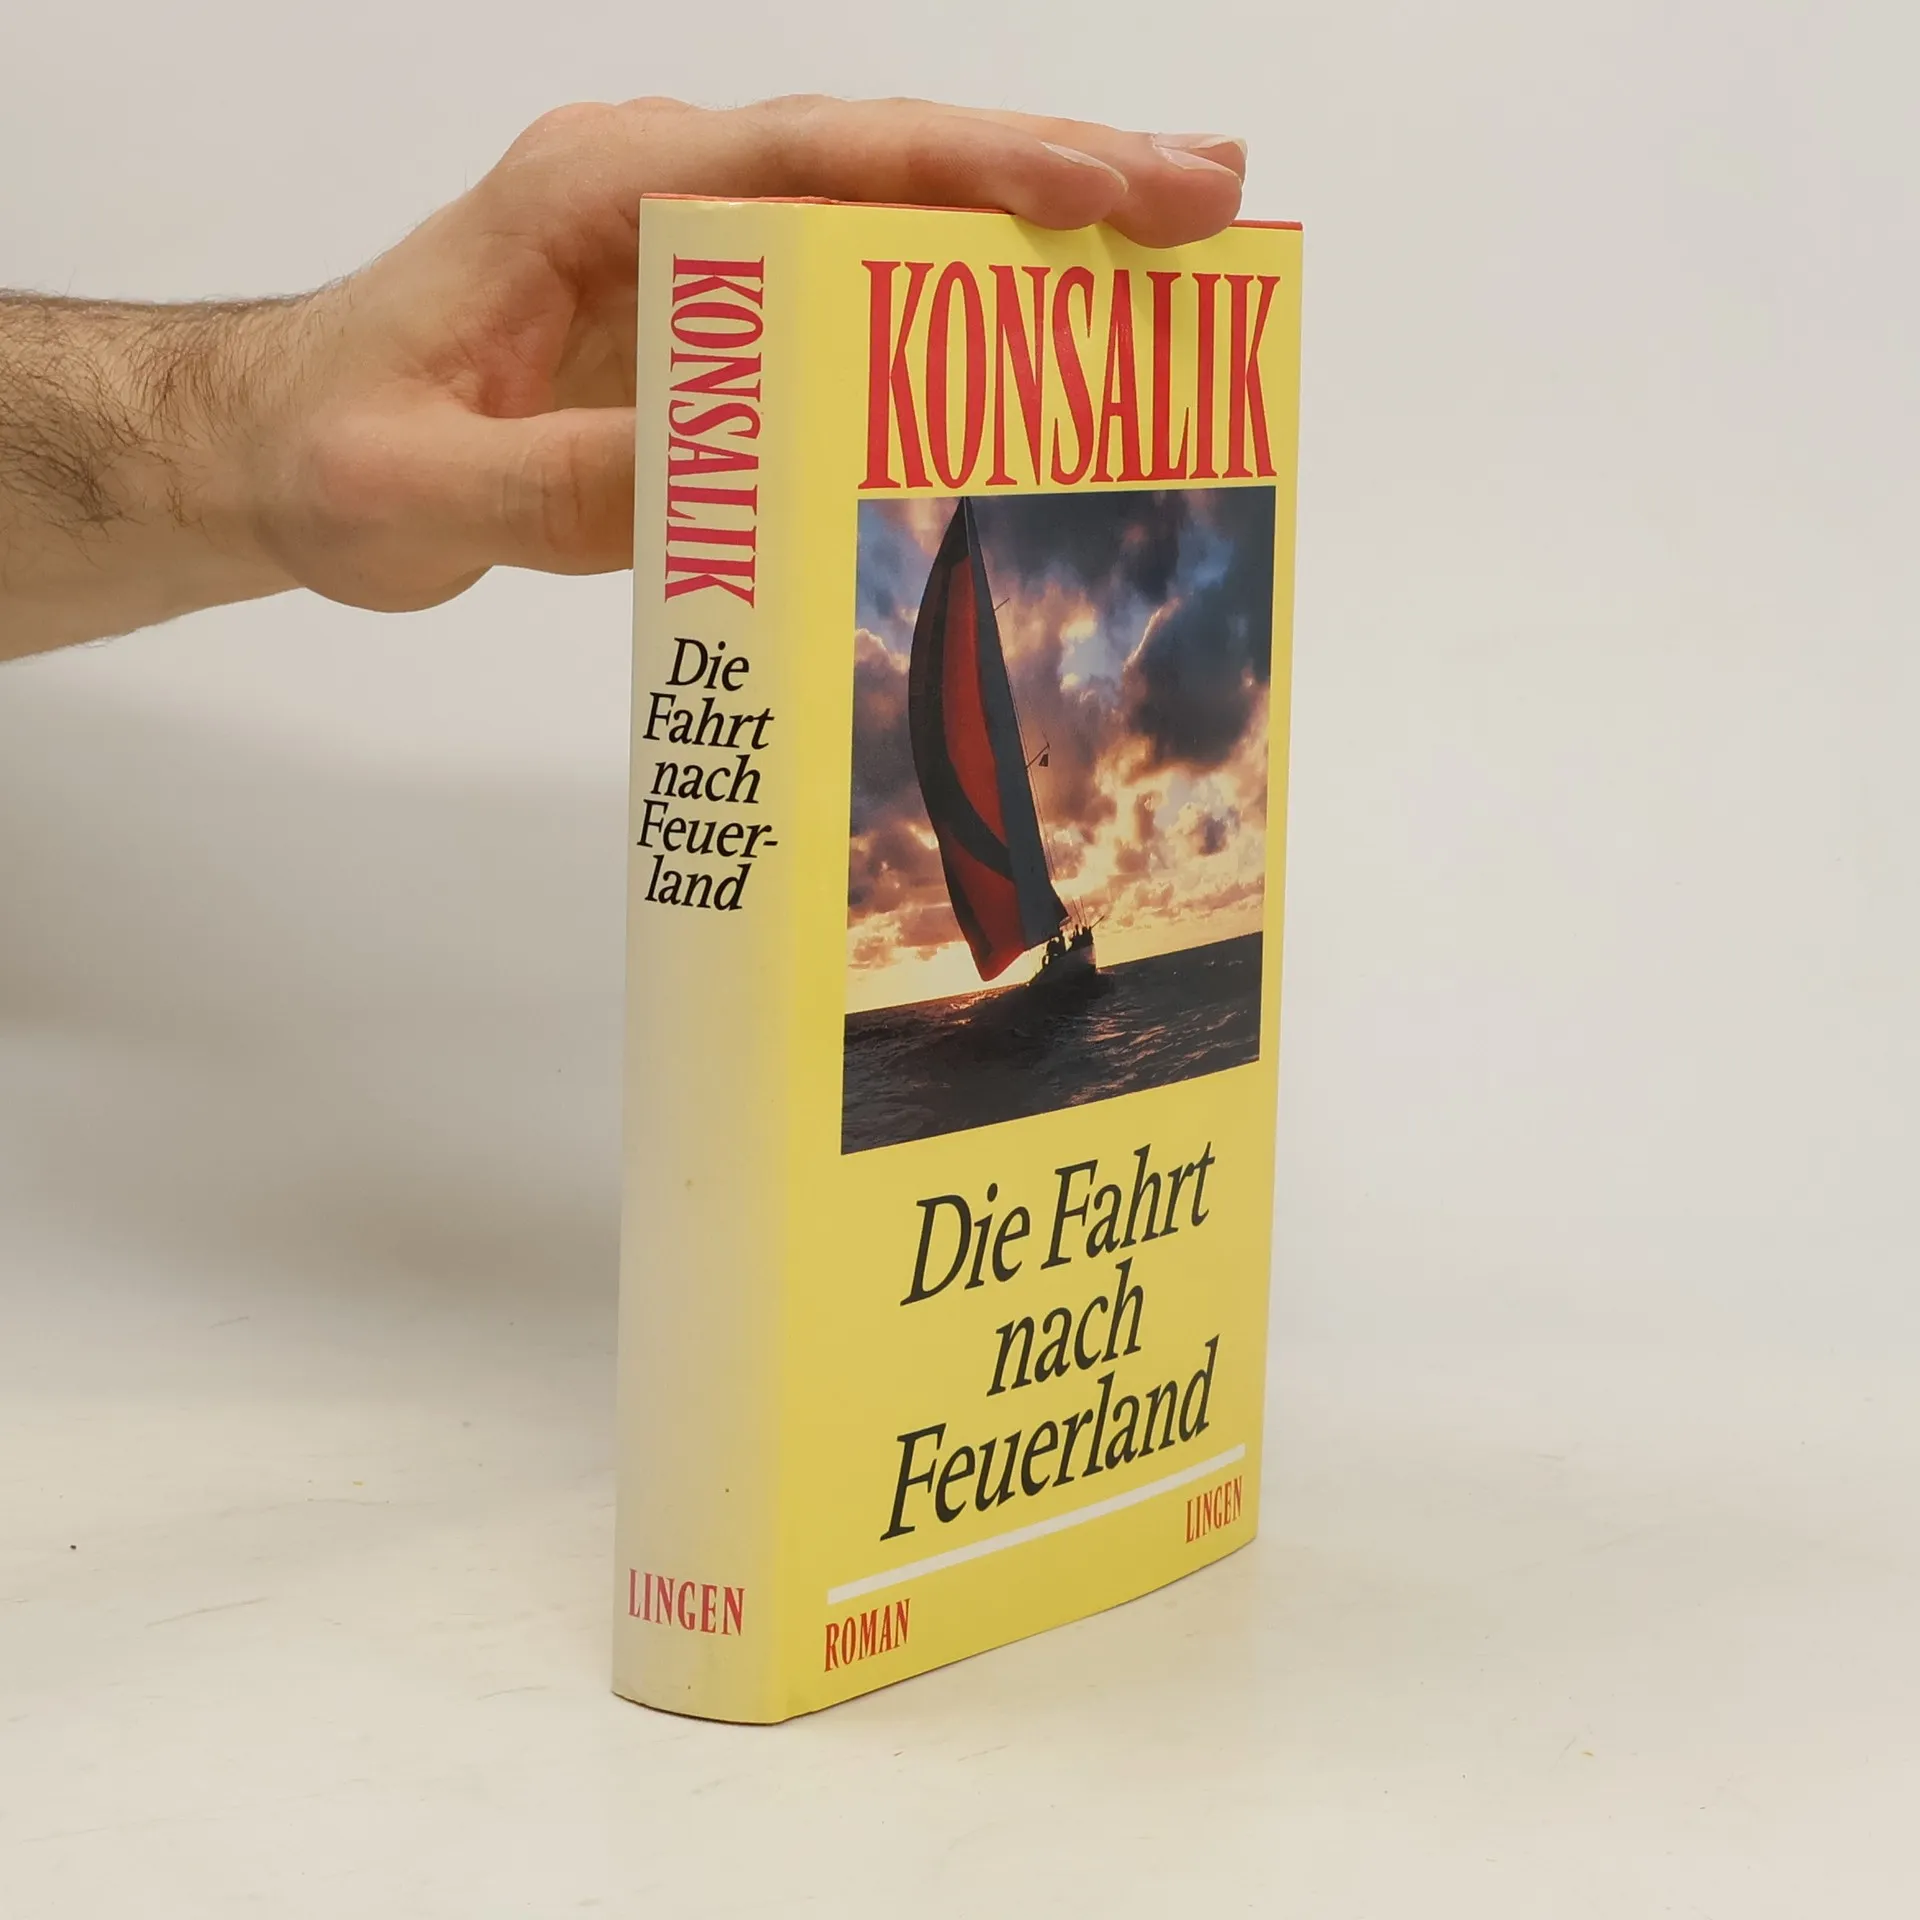 KONSALIK
Die
Fahrt
nach
Feuer-
land
LINGEN
KONSALIK
Die Fahrt
nach
Feuerland
LINGEN
ROMAN